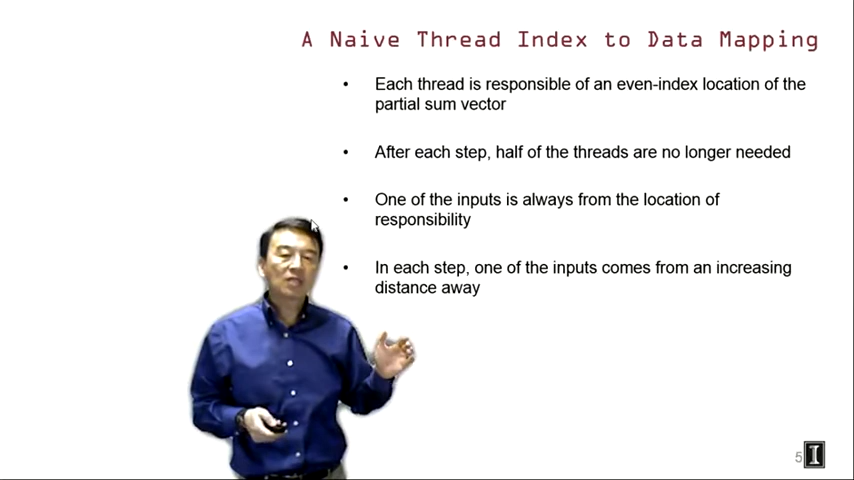 A Naive Thread Index to Data Mapping
• Each thread is responsible of an even-index location of the
partial sum vector
• After each step, half of the threads are no longer needed
• One of the inputs is always from the location of
responsibility
• In each step, one of the inputs comes from an increasing
distance away
5 I